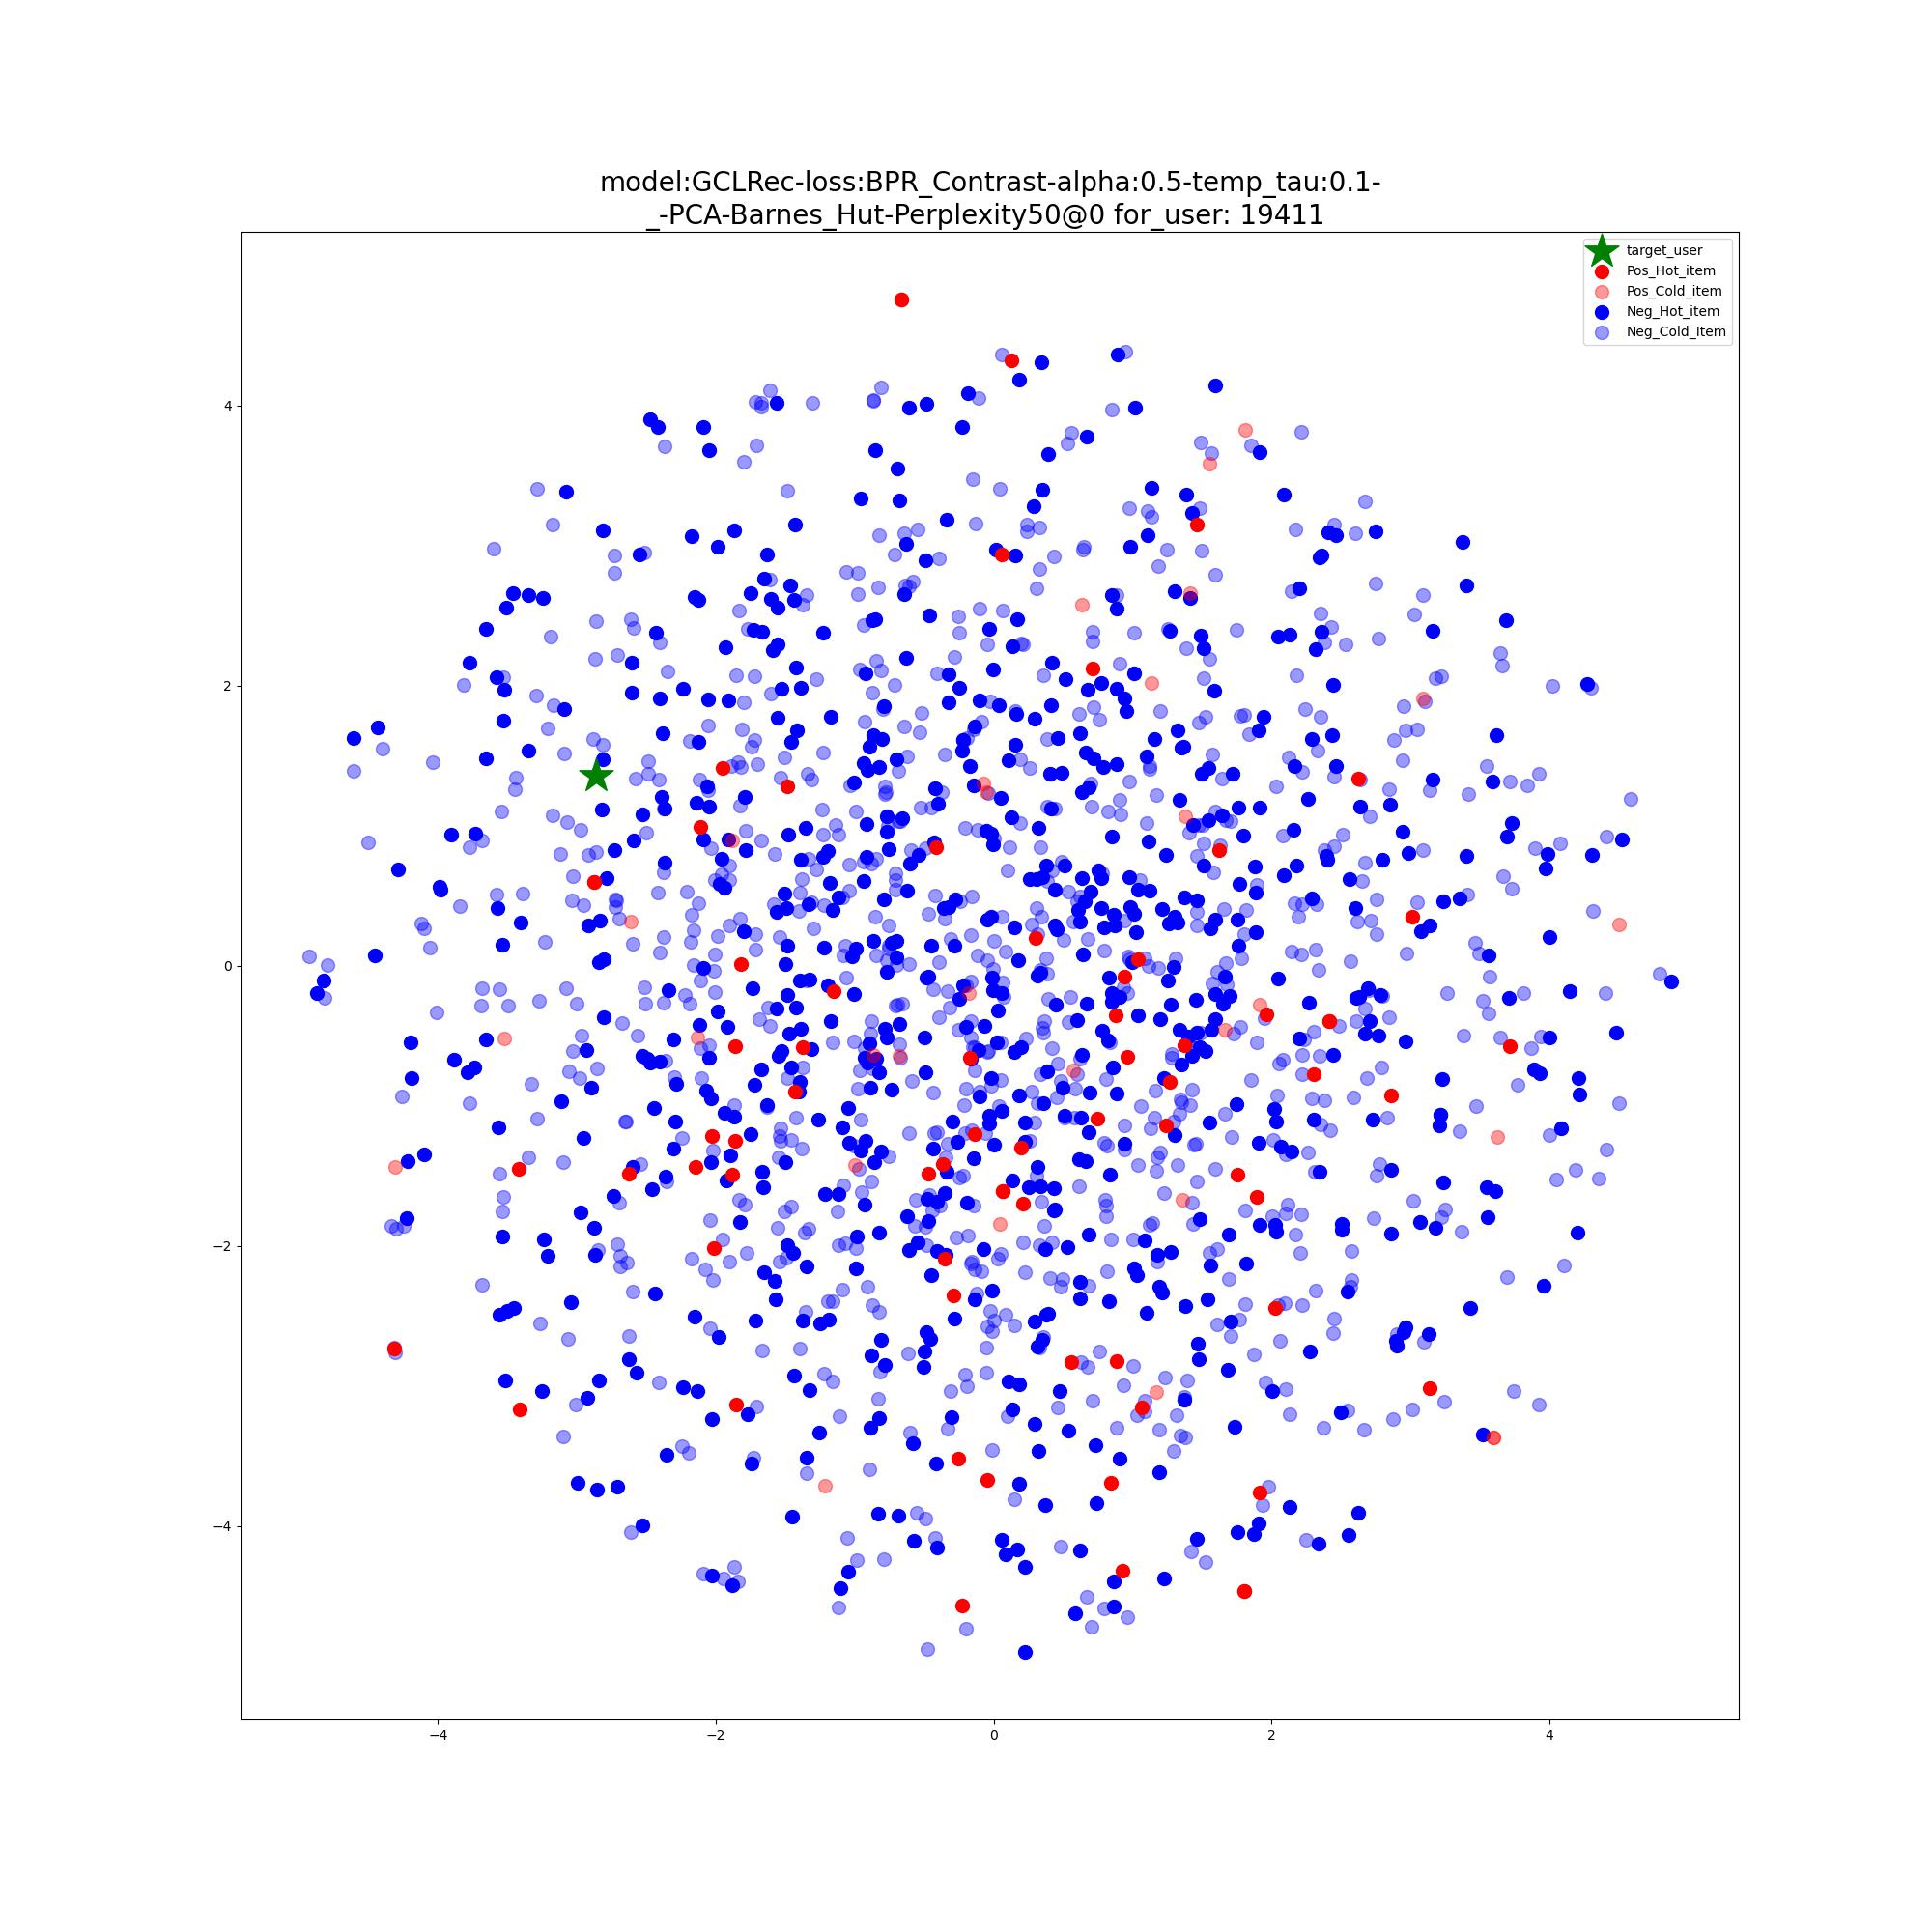 model:GCLRec-loss:BPR_Contrast-alpha:0.5-temp_tau:0.1-
_-PCA-Barnes_Hut-Perplexity50@0 for_user: 19411
target_user
Pos_Hot_item
Pos_Cold_item
Neg_Hot_item
Neg_Cold_Item
4
2
0
−2
−4
−4
−2
0
2
4